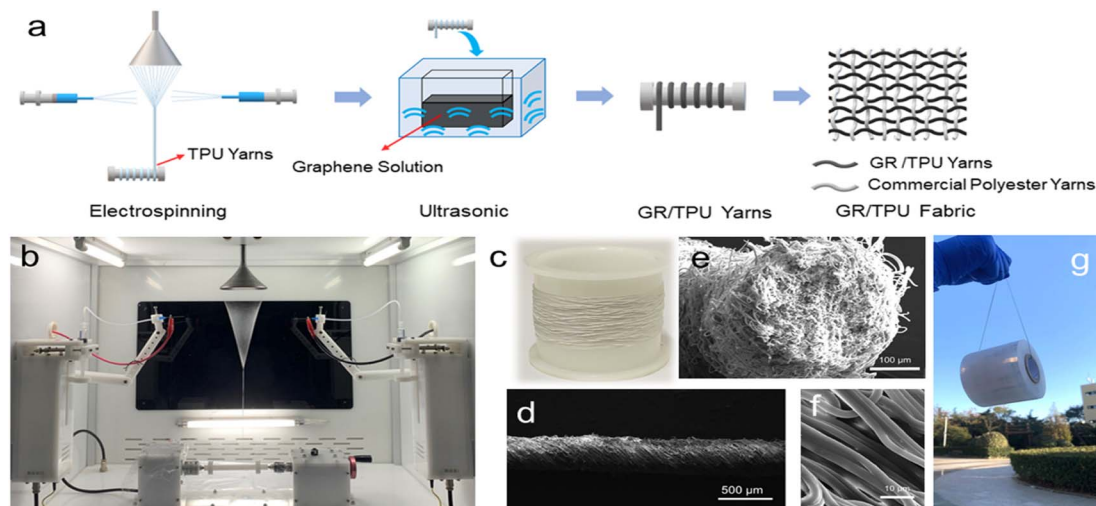 a
TPU Yarns
Graphene Solution
GR /TPU Yarns
Commercial Polyester Yarns
Electrospinning
Ultrasonic
GR/TPU Yarns
GR/TPU Fabric
b
c
e
100 µm
g
d
500 µm
f
10 µm